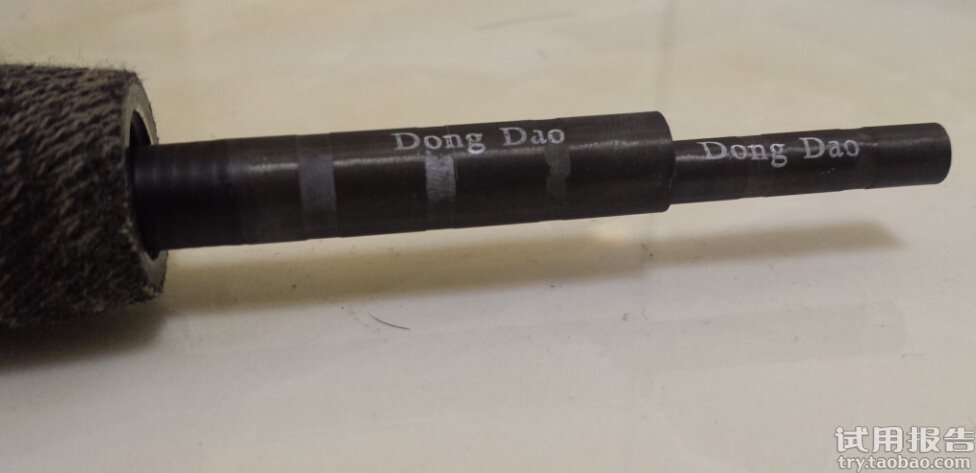 Dong Dao
Dong Dao
试用报告
try.taobao.com